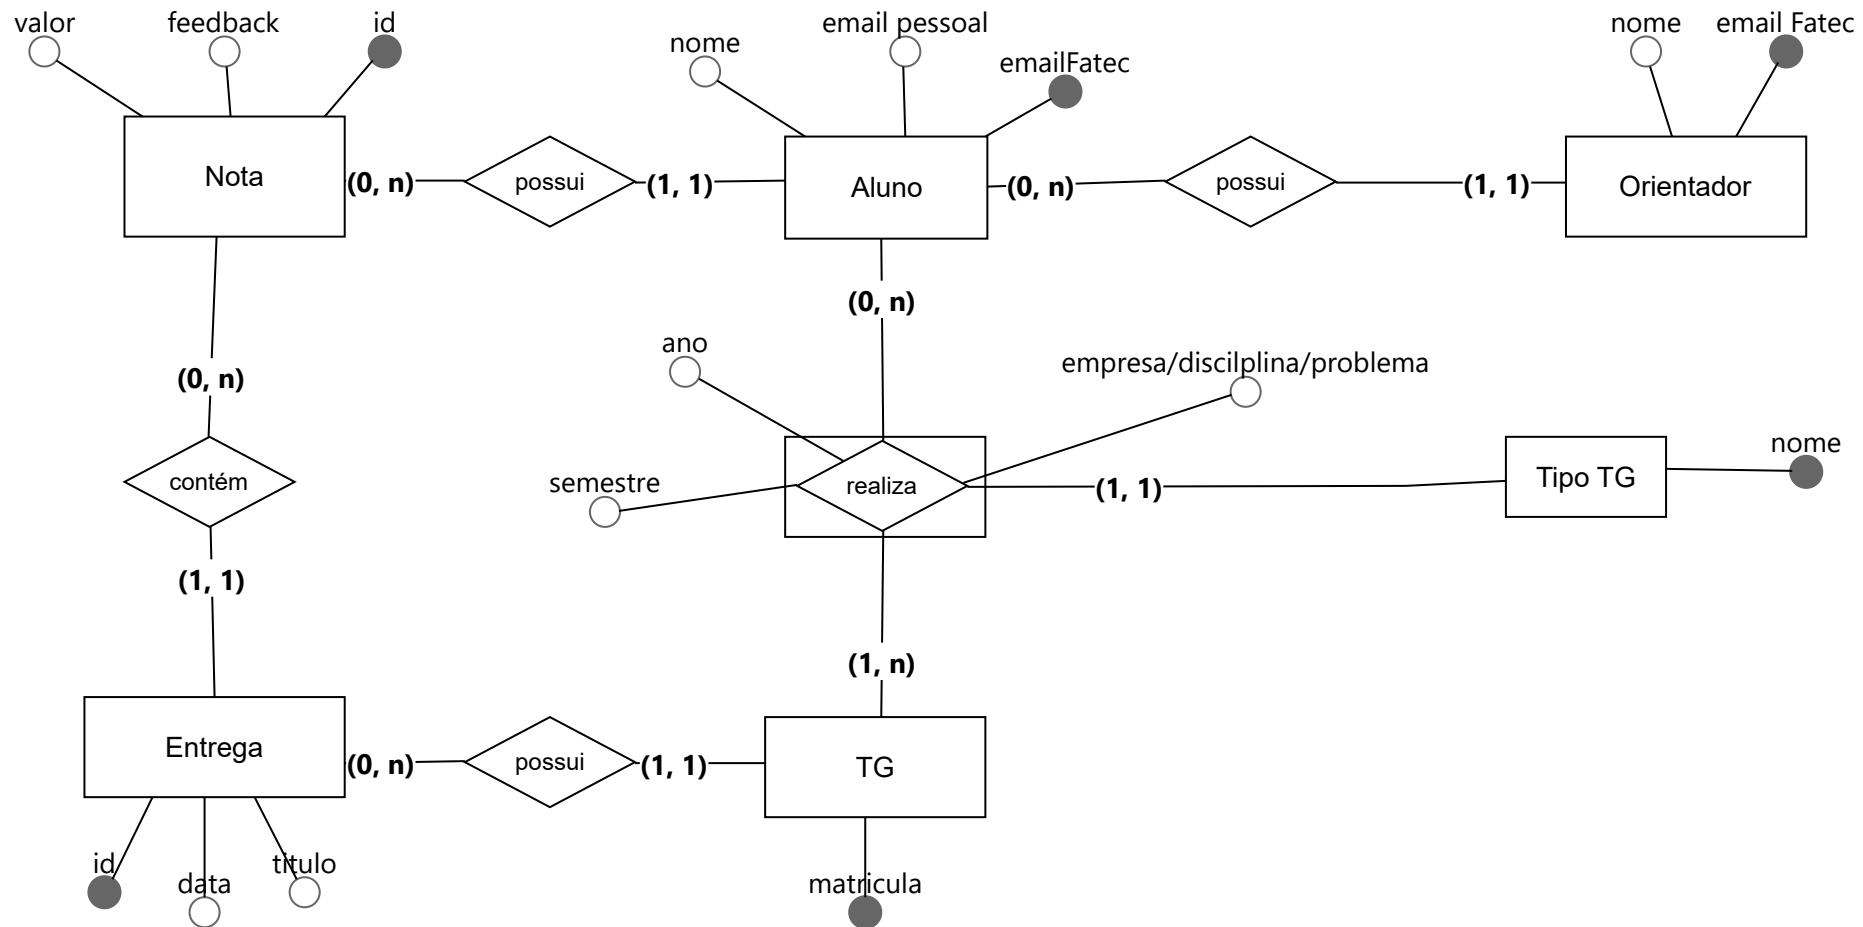 valor
feedback
id
nome
email pessoal
emailFatec
nome
email Fatec
Nota
(0, n)
possui
(1, 1)
Aluno
(0, n)
possui
(1, 1)
Orientador
(0, n)
(0, n)
ano
empresa/discilplina/problema
contém
semestre
realiza
(1, 1)
Tipo TG
nome
(1, 1)
(1, n)
Entrega
(0, n)
possui
(1, 1)
TG
id
data
titulo
matricula